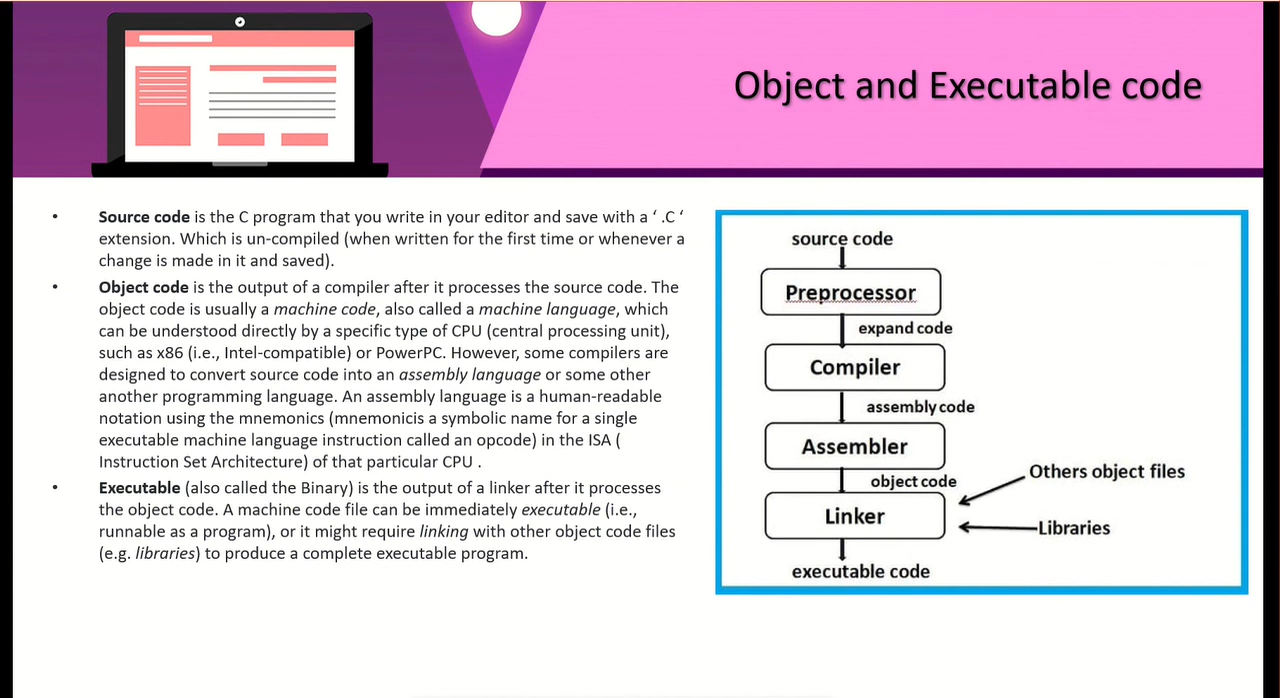 Object and Executable code
• Source code is the C program that you write in your editor and save with a ‘ .C ‘
extension. Which is un-compiled (when written for the first time or whenever a
change is made in it and saved).
• Object code is the output of a compiler after it processes the source code. The
object code is usually a machine code, also called a machine language, which
can be understood directly by a specific type of CPU (central processing unit),
such as x86 (i.e., Intel-compatible) or PowerPC. However, some compilers are
designed to convert source code into an assembly language or some other
another programming language. An assembly language is a human-readable
notation using the mnemonics (mnemonicis a symbolic name for a single
executable machine language instruction called an opcode) in the ISA (
Instruction Set Architecture) of that particular CPU .
• Executable (also called the Binary) is the output of a linker after it processes
the object code. A machine code file can be immediately executable (i.e.,
runnable as a program), or it might require linking with other object code files
(e.g. libraries) to produce a complete executable program.
source code
Preprocessor
expand code
Compiler
assembly code
Assembler
object code
Others object files
Linker
Libraries
executable code